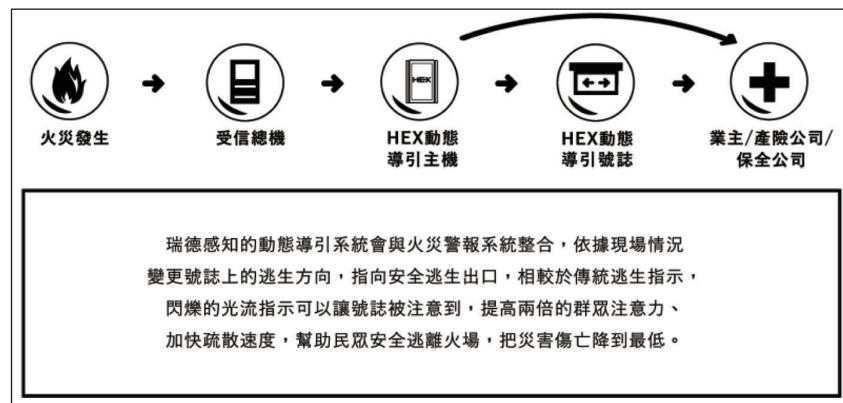 HEX
火災發生
受信總機
HEX動態
導引主機
HEX動態
導引號誌
業主/產險公司/
保全公司
瑞德感知的動態導引系統會與火災警報系統整合，依據現場情況
變更號誌上的逃生方向，指向安全逃生出口，相較於傳統逃生指示，
閃爍的光流指示可以讓號誌被注意到，提高兩倍的群眾注意力、
加快疏散速度，幫助民眾安全逃離火場，把災害傷亡降到最低。